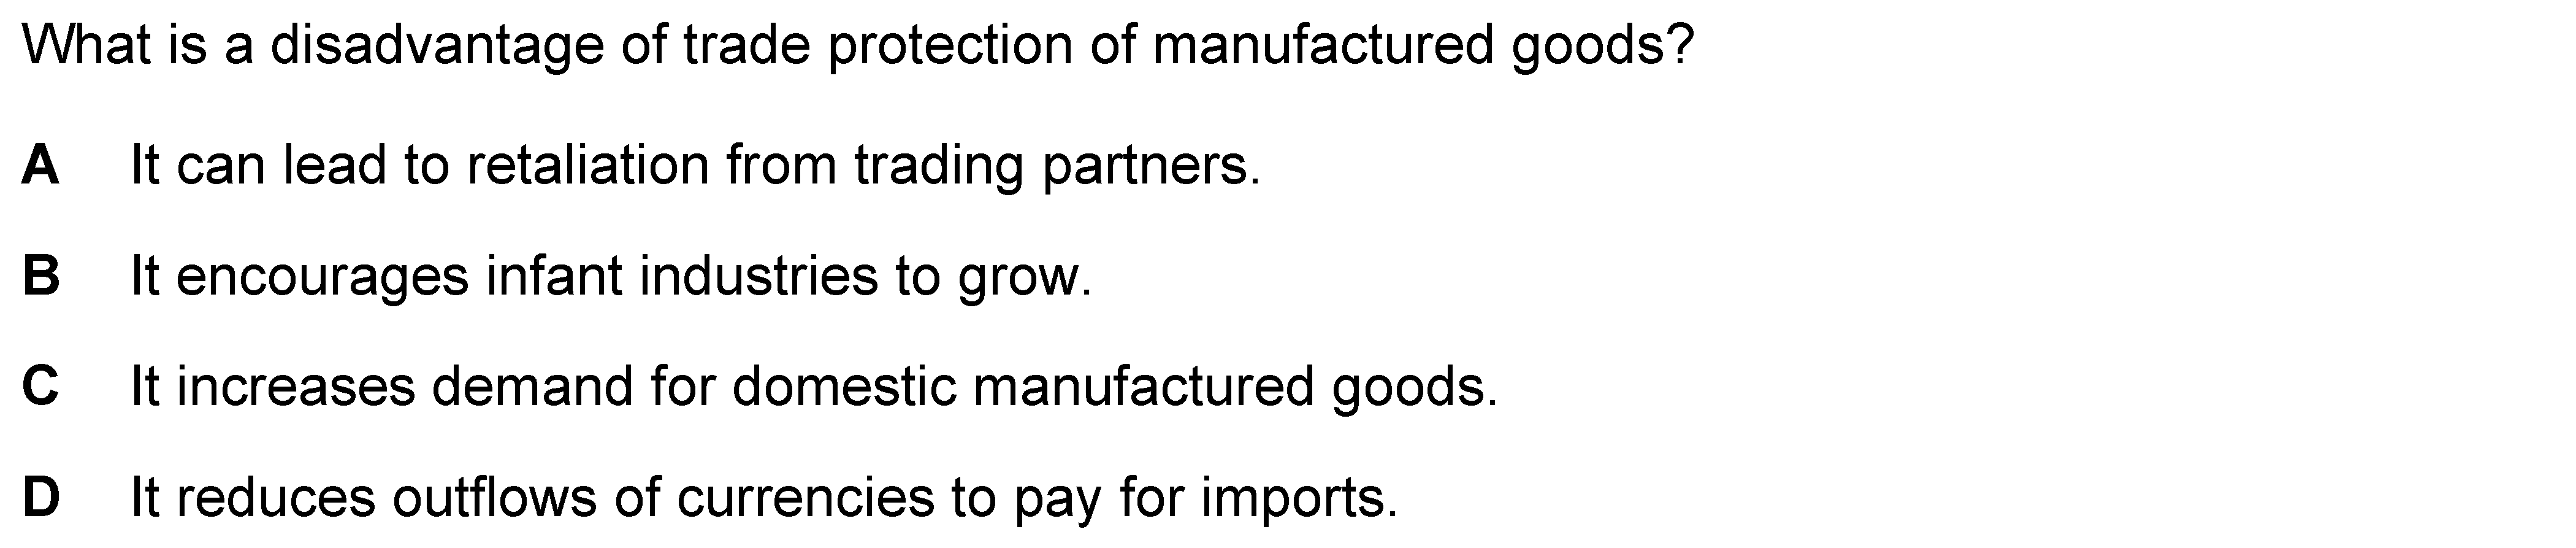 What is a disadvantage of trade protection of manufactured goods?
A It can lead to retaliation from trading partners.
B It encourages infant industries to grow.
C It increases demand for domestic manufactured goods.
D It reduces outflows of currencies to pay for imports.